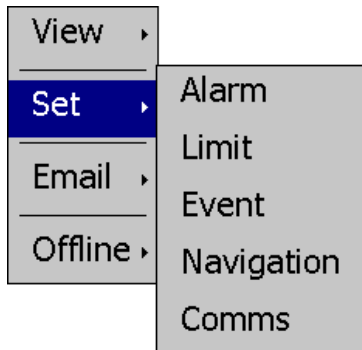 View
Set
Email
Offline
Alarm
Limit
Event
Navigation
Comms